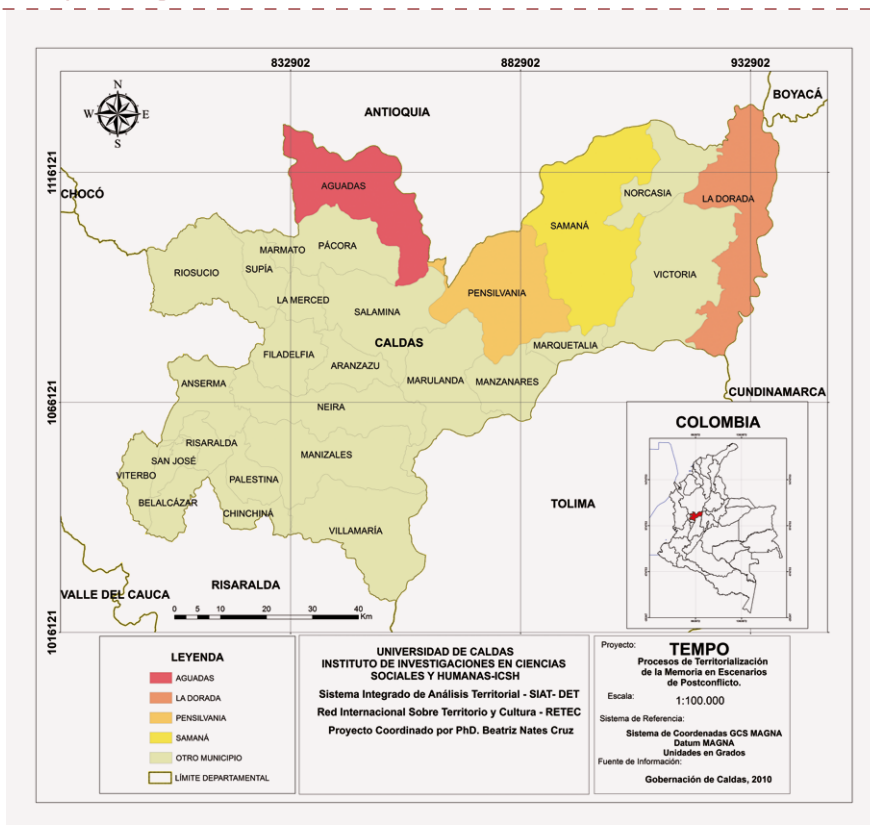 832902
882902
932902
BOYACÁ
N
W
E
S
ANTIOQUIA
1116121
CHOCÓ
AGUADAS
NORCASIA
LA DORADA
SAMANÁ
PÁCORA
MARMATO
SUPÍA
RIOSUCIO
VICTORIA
PENSILVANIA
LA MERCED
SALAMINA
CALDAS
MARQUETALIA
FILADELFIA
ARANZAZU
MARULANDA
MANZANARES
ANSERMA
CUNDINAMARCA
1066121
NEIRA
COLOMBIA
RISARALDA
MANIZALES
SAN JOSÉ
VITERBO
PALESTINA
BELALCÁZAR
CHINCHINÁ
TOLIMA
VILLAMARÍA
RISARALDA
VALLE DEL CAUCA
0 5 10 20 30 40
Km
1016121
LEYENDA
AGUADAS
LA DORADA
PENSILVANIA
SAMANÁ
OTRO MUNICIPIO
LÍMITE DEPARTAMENTAL
UNIVERSIDAD DE CALDAS
INSTITUTO DE INVESTIGACIONES EN CIENCIAS
SOCIALES Y HUMANAS-ICSH
Sistema Integrado de Análisis Territorial - SIAT- DET
Red Internacional Sobre Territorio y Cultura - RETEC
Proyecto Coordinado por PhD. Beatriz Nates Cruz
Proyecto:
TEMPO
Procesos de Territorialización
de la Memoria en Escenarios
de Postconflicto.
Escala:
1:100.000
Sistema de Referencia:
Sistema de Coordenadas GCS MAGNA
Datum MAGNA
Unidades en Grados
Fuente de Información:
Gobernación de Caldas, 2010